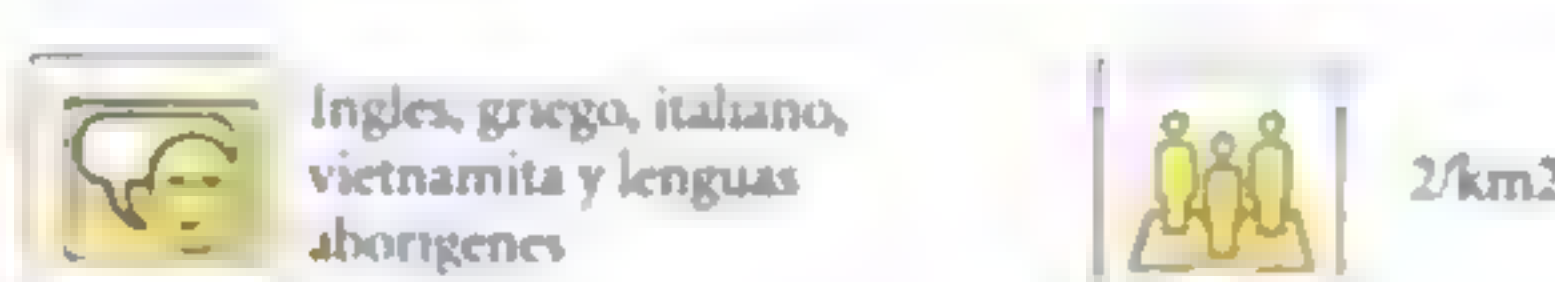 Ingles, griego, italiano,
vietnamita y lenguas
aborigenes
2/km2